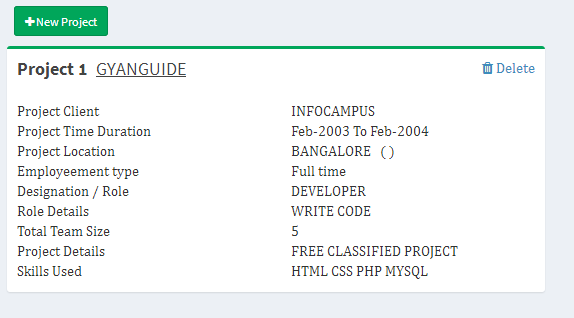 New Project
Project 1 GYANGUIDE Delete
Project Client INFOCAMPUS
Project Time Duration Feb-2003 To Feb-2004
Project Location BANGALORE ( )
Employeement type Full time
Designation / Role DEVELOPER
Role Details WRITE CODE
Total Team Size 5
Project Details FREE CLASSIFIED PROJECT
Skills Used HTML CSS PHP MYSQL